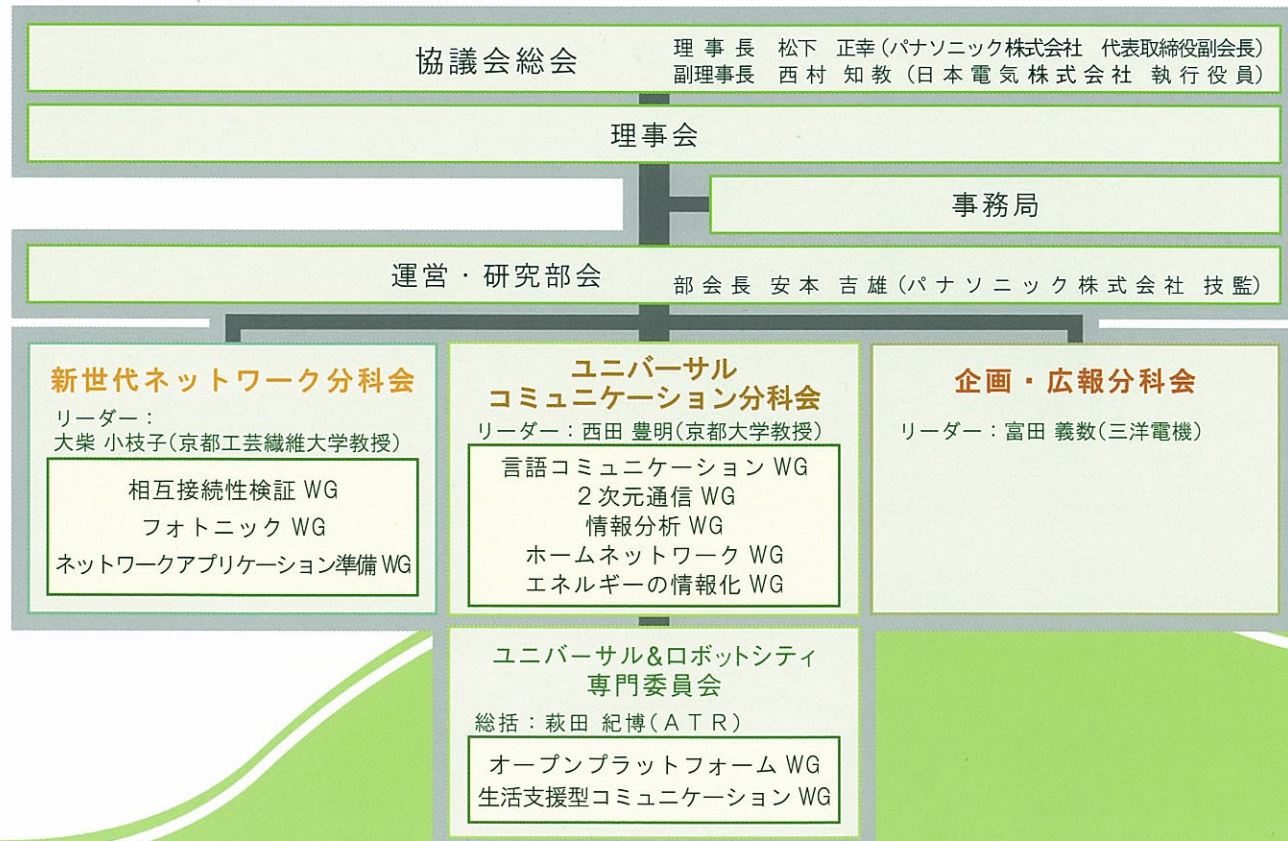 協議会総会
理事長 松下 正幸(パナソニック株式会社 代表取締役副会長)
副理事長 西村 知教(日本電気株式会社 執行役員)
理事会
事務局
運営・研究部会
部会長 安本 吉雄(パナソニック株式会社 技監)
新世代ネットワーク分科会
リーダー:
大柴 小枝子(京都工芸繊維大学教授)
相互接続性検証 WG
フォトニック WG
ネットワークアプリケーション準備 WG
ユニバーサル
コミュニケーション分科会
リーダー:西田 豊明(京都大学教授)
言語コミュニケーション WG
2次元通信 WG
情報分析 WG
ホームネットワーク WG
エネルギーの情報化 WG
企画・広報分科会
リーダー:富田 義数(三洋電機)
ユニバーサル&ロボットシティ
専門委員会
総括:萩田 紀博(ATR)
オープンプラットフォーム WG
生活支援型コミュニケーション WG